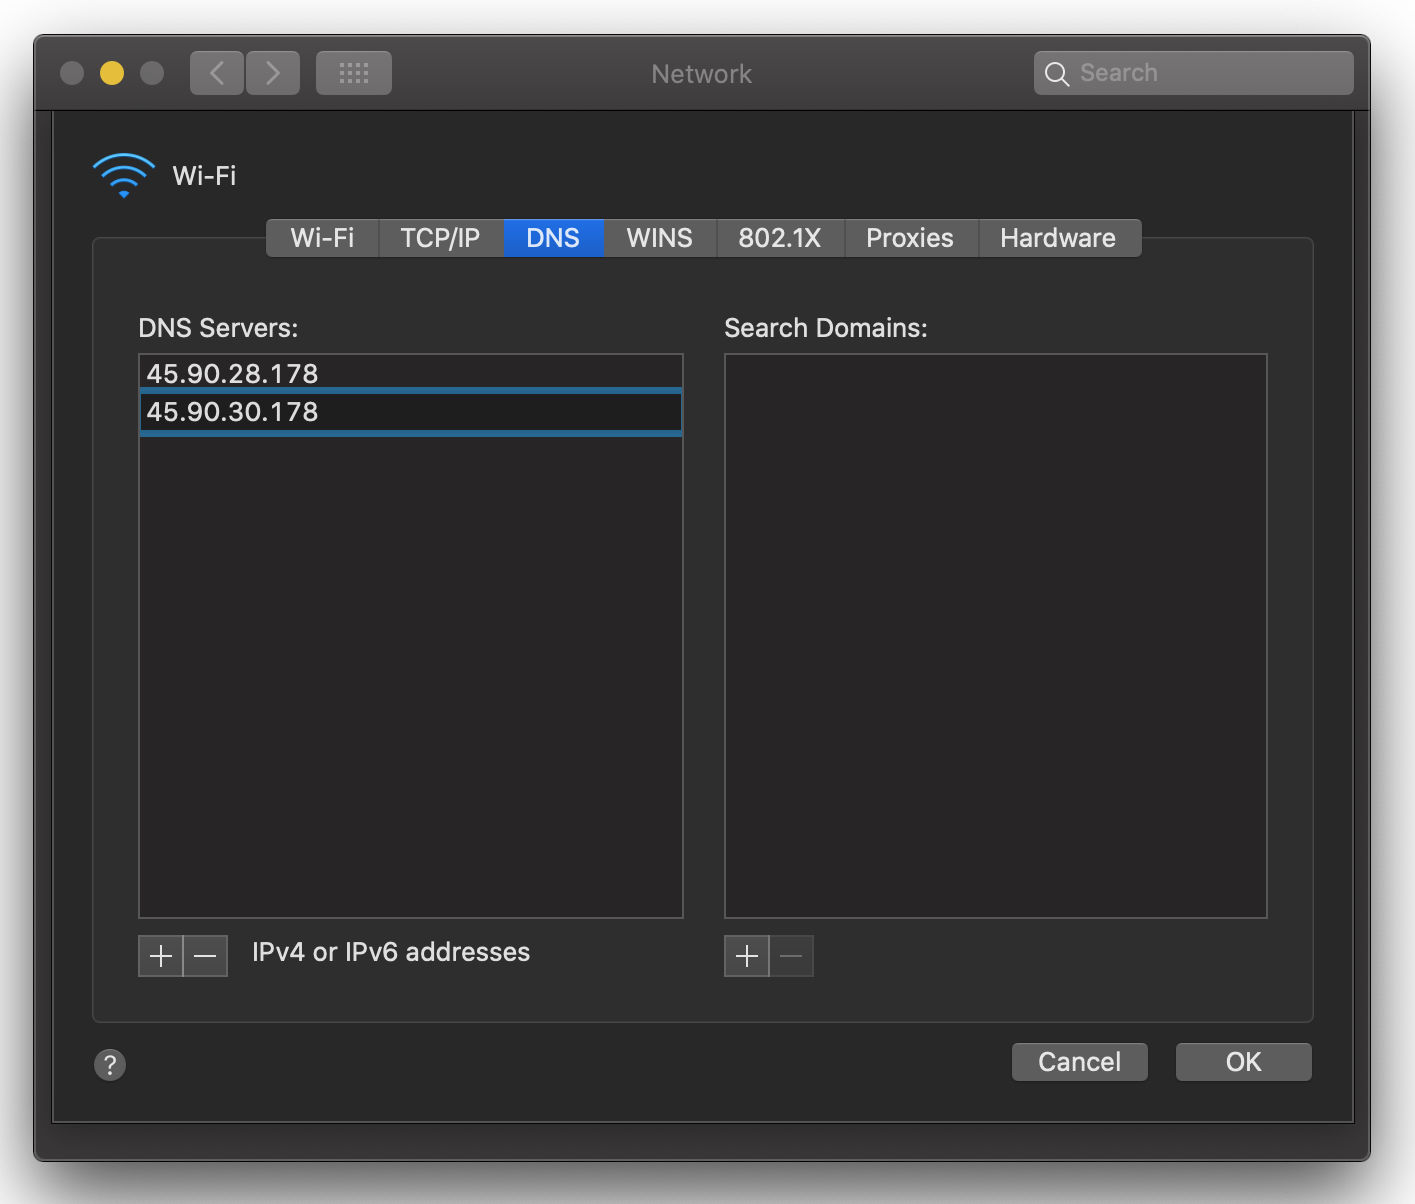 Network
Search
Wi-Fi
Wi-Fi TCP/IP DNS WINS 802.1X Proxies Hardware
DNS Servers:
45.90.28.178
45.90.30.178
Search Domains:
IPv4 or IPv6 addresses
?
Cancel OK